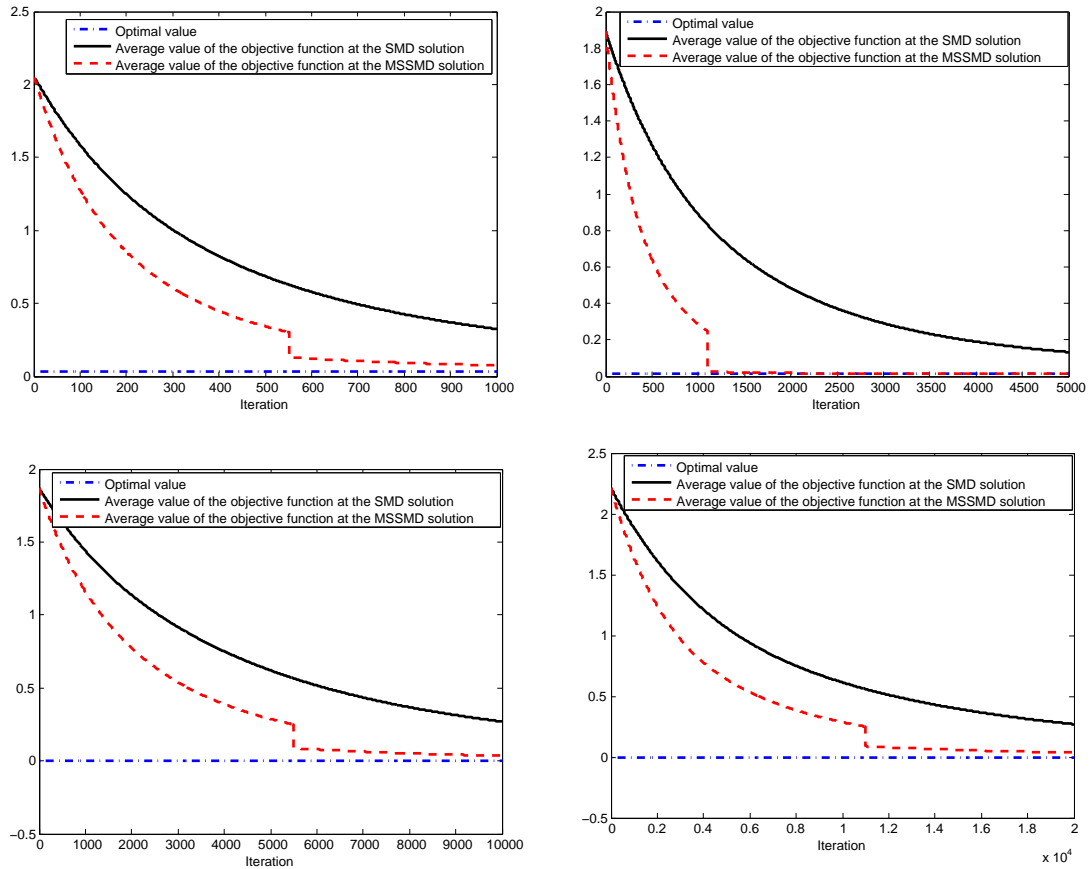 2.5
2
1.5
1
0.5
0
Optimal value
Average value of the objective function at the SMD solution
Average value of the objective function at the MSSMD solution
0 100 200 300 400 500 600 700 800 900 1000
Iteration
2
1.8
1.6
1.4
1.2
1
0.8
0.6
0.4
0.2
0
Optimal value
Average value of the objective function at the SMD solution
Average value of the objective function at the MSSMD solution
0 500 1000 1500 2000 2500 3000 3500 4000 4500 5000
Iteration
2
1.5
1
0.5
0
−0.5
Optimal value
Average value of the objective function at the SMD solution
Average value of the objective function at the MSSMD solution
0 1000 2000 3000 4000 5000 6000 7000 8000 9000 10000
Iteration
2.5
2
1.5
1
0.5
0
−0.5
Optimal value
Average value of the objective function at the SMD solution
Average value of the objective function at the MSSMD solution
0 0.2 0.4 0.6 0.8 1 1.2 1.4 1.6 1.8 2
Iteration
x 10⁴